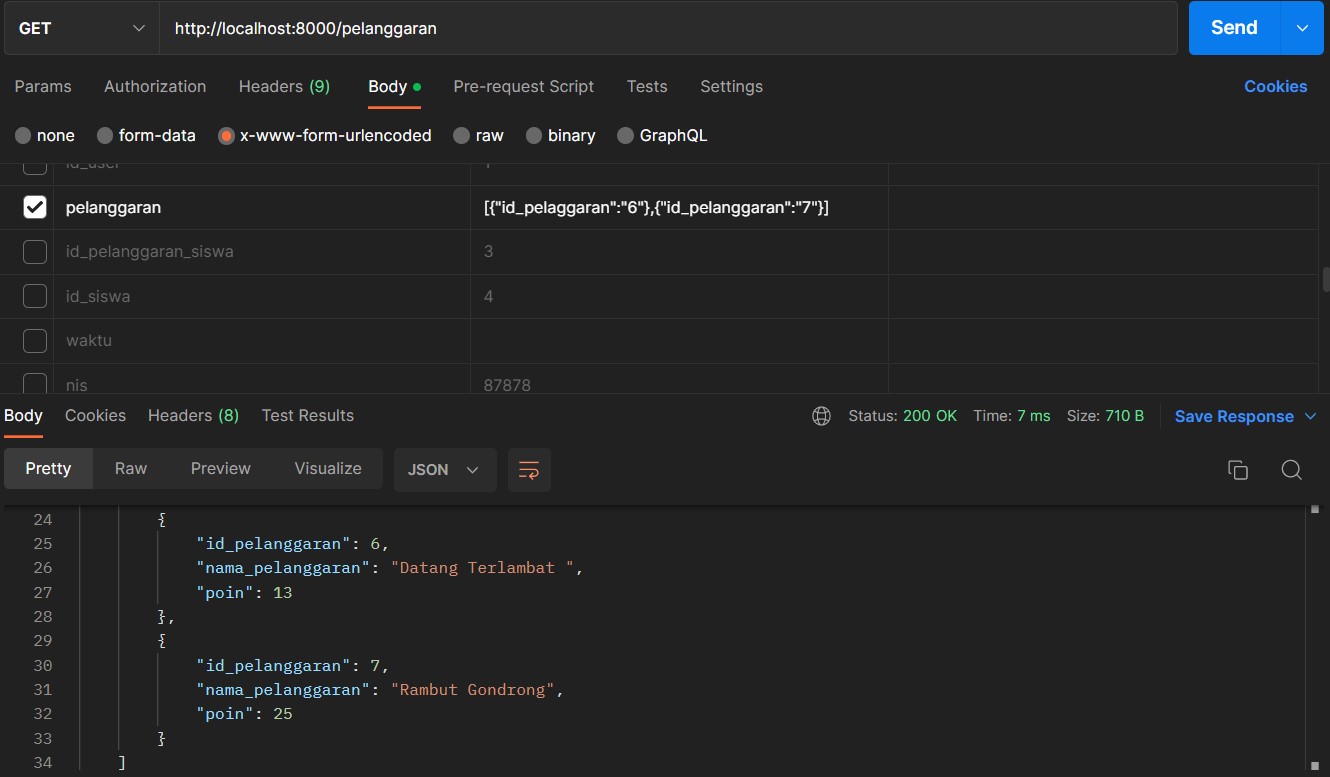 GET http://localhost:8000/pelanggaran Send
Params Authorization Headers (9) Body Pre-request Script Tests Settings Cookies
none form-data x-www-form-urlencoded raw binary GraphQL
id_user 1
pelanggaran [{"id_pelaggaran":"6"},{"id_pelanggaran":"7"}]
id_pelanggaran_siswa 3
id_siswa 4
waktu
nis 87878
Body Cookies Headers (8) Test Results Status: 200 OK Time: 7 ms Size: 710 B Save Response
Pretty Raw Preview Visualize JSON
24 {
25 "id_pelanggaran": 6,
26 "nama_pelanggaran": "Datang Terlambat ",
27 "poin": 13
28 },
29 {
30 "id_pelanggaran": 7,
31 "nama_pelanggaran": "Rambut Gondrong",
32 "poin": 25
33 }
34 ]